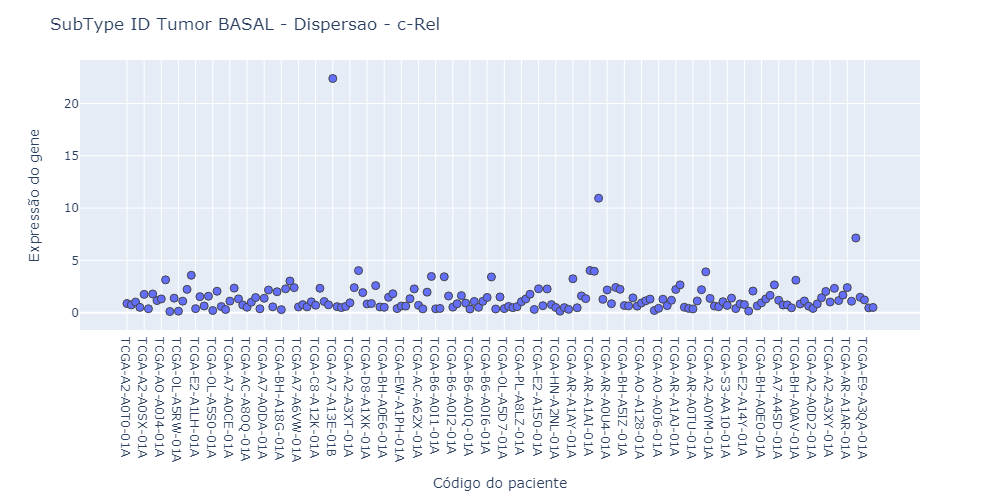 SubType ID Tumor BASAL - Dispersao - c-Rel
Expressão do gene
20
15
10
5
0
TCGA-A2-A0T0-01A
TCGA-A2-A0SX-01A
TCGA-AO-A0J4-01A
TCGA-OL-A5RW-01A
TCGA-E2-A1LH-01A
TCGA-OL-A5S0-01A
TCGA-A7-A0CE-01A
TCGA-AC-A8OQ-01A
TCGA-A7-A0DA-01A
TCGA-BH-A18G-01A
TCGA-A7-A6VW-01A
TCGA-C8-A12K-01A
TCGA-A7-A13E-01B
TCGA-A2-A3XT-01A
TCGA-D8-A1XK-01A
TCGA-BH-A0E6-01A
TCGA-EW-A1PH-01A
TCGA-AC-A62X-01A
TCGA-B6-A0I1-01A
TCGA-B6-A0I2-01A
TCGA-B6-A0IQ-01A
TCGA-B6-A0I6-01A
TCGA-OL-A5D7-01A
TCGA-PL-A8LZ-01A
TCGA-E2-A150-01A
TCGA-HN-A2NL-01A
TCGA-AR-A1AY-01A
TCGA-AR-A1AI-01A
TCGA-AR-A0U4-01A
TCGA-BH-A5IZ-01A
TCGA-AO-A128-01A
TCGA-AO-A0J6-01A
TCGA-AR-A1AJ-01A
TCGA-AR-A0TU-01A
TCGA-A2-A0YM-01A
TCGA-S3-AA10-01A
TCGA-E2-A14Y-01A
TCGA-BH-A0E0-01A
TCGA-A7-A4SD-01A
TCGA-BH-A0AV-01A
TCGA-A2-A0D2-01A
TCGA-A2-A3XY-01A
TCGA-AR-A1AR-01A
TCGA-E9-A3QA-01A
Código do paciente